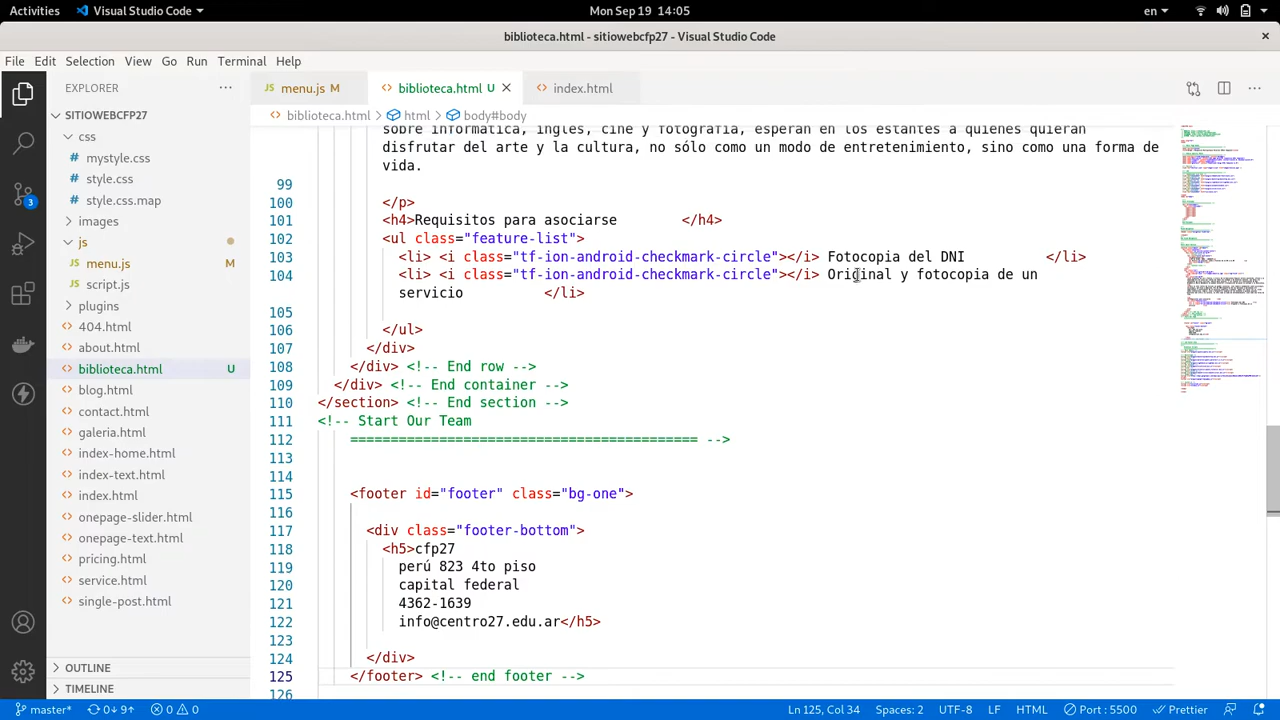 Activities Visual Studio Code Mon Sep 19 14:05 en
biblioteca.html - sitiowebcfp27 - Visual Studio Code
File Edit Selection View Go Run Terminal Help
EXPLORER
SITIOWEBCFP27
css
mystyle.css
style.css
style.css.map
images
js
menu.js M
script.js
plugins
404.html
about.html
biblioteca.html U
blog.html
contact.html
galeria.html
index-home.html
index-text.html
index.html
onepage-slider.html
onepage-text.html
pricing.html
service.html
single-post.html
OUTLINE
TIMELINE
3
menu.js M biblioteca.html U index.html
biblioteca.html > html > body#body
sobre informática, inglés, cine y fotografía, esperan en los estantes a quienes quieran
disfrutar del arte y la cultura, no sólo como un modo de entretenimiento, sino como una forma de
vida.
99
100 </p>
101 <h4>Requisitos para asociarse </h4>
102 <ul class="feature-list">
103 <li> <i class="tf-ion-android-checkmark-circle"></i> Fotocopia del DNI </li>
104 <li> <i class="tf-ion-android-checkmark-circle"></i> Original y fotocopia de un
servicio </li>
105
106 </ul>
107 </div>
108 </div> <!-- End row -->
109 </div> <!-- End container -->
110 </section> <!-- End section -->
111 <!-- Start Our Team
112 =========================================== -->
113
114
115 <footer id="footer" class="bg-one">
116
117 <div class="footer-bottom">
118 <h5>cfp27
119 perú 823 4to piso
120 capital federal
121 4362-1639
122 info@centro27.edu.ar</h5>
123
124 </div>
125 </footer> <!-- end footer -->
126
master* 0↓ 9↑ 0 0 Ln 125, Col 34 Spaces: 2 UTF-8 LF HTML Port : 5500 Prettier